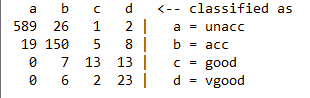 a b c d <-- classified as
589 26 1 2 | a = unacc
19 150 5 8 | b = acc
0 7 13 13 | c = good
0 6 2 23 | d = vgood